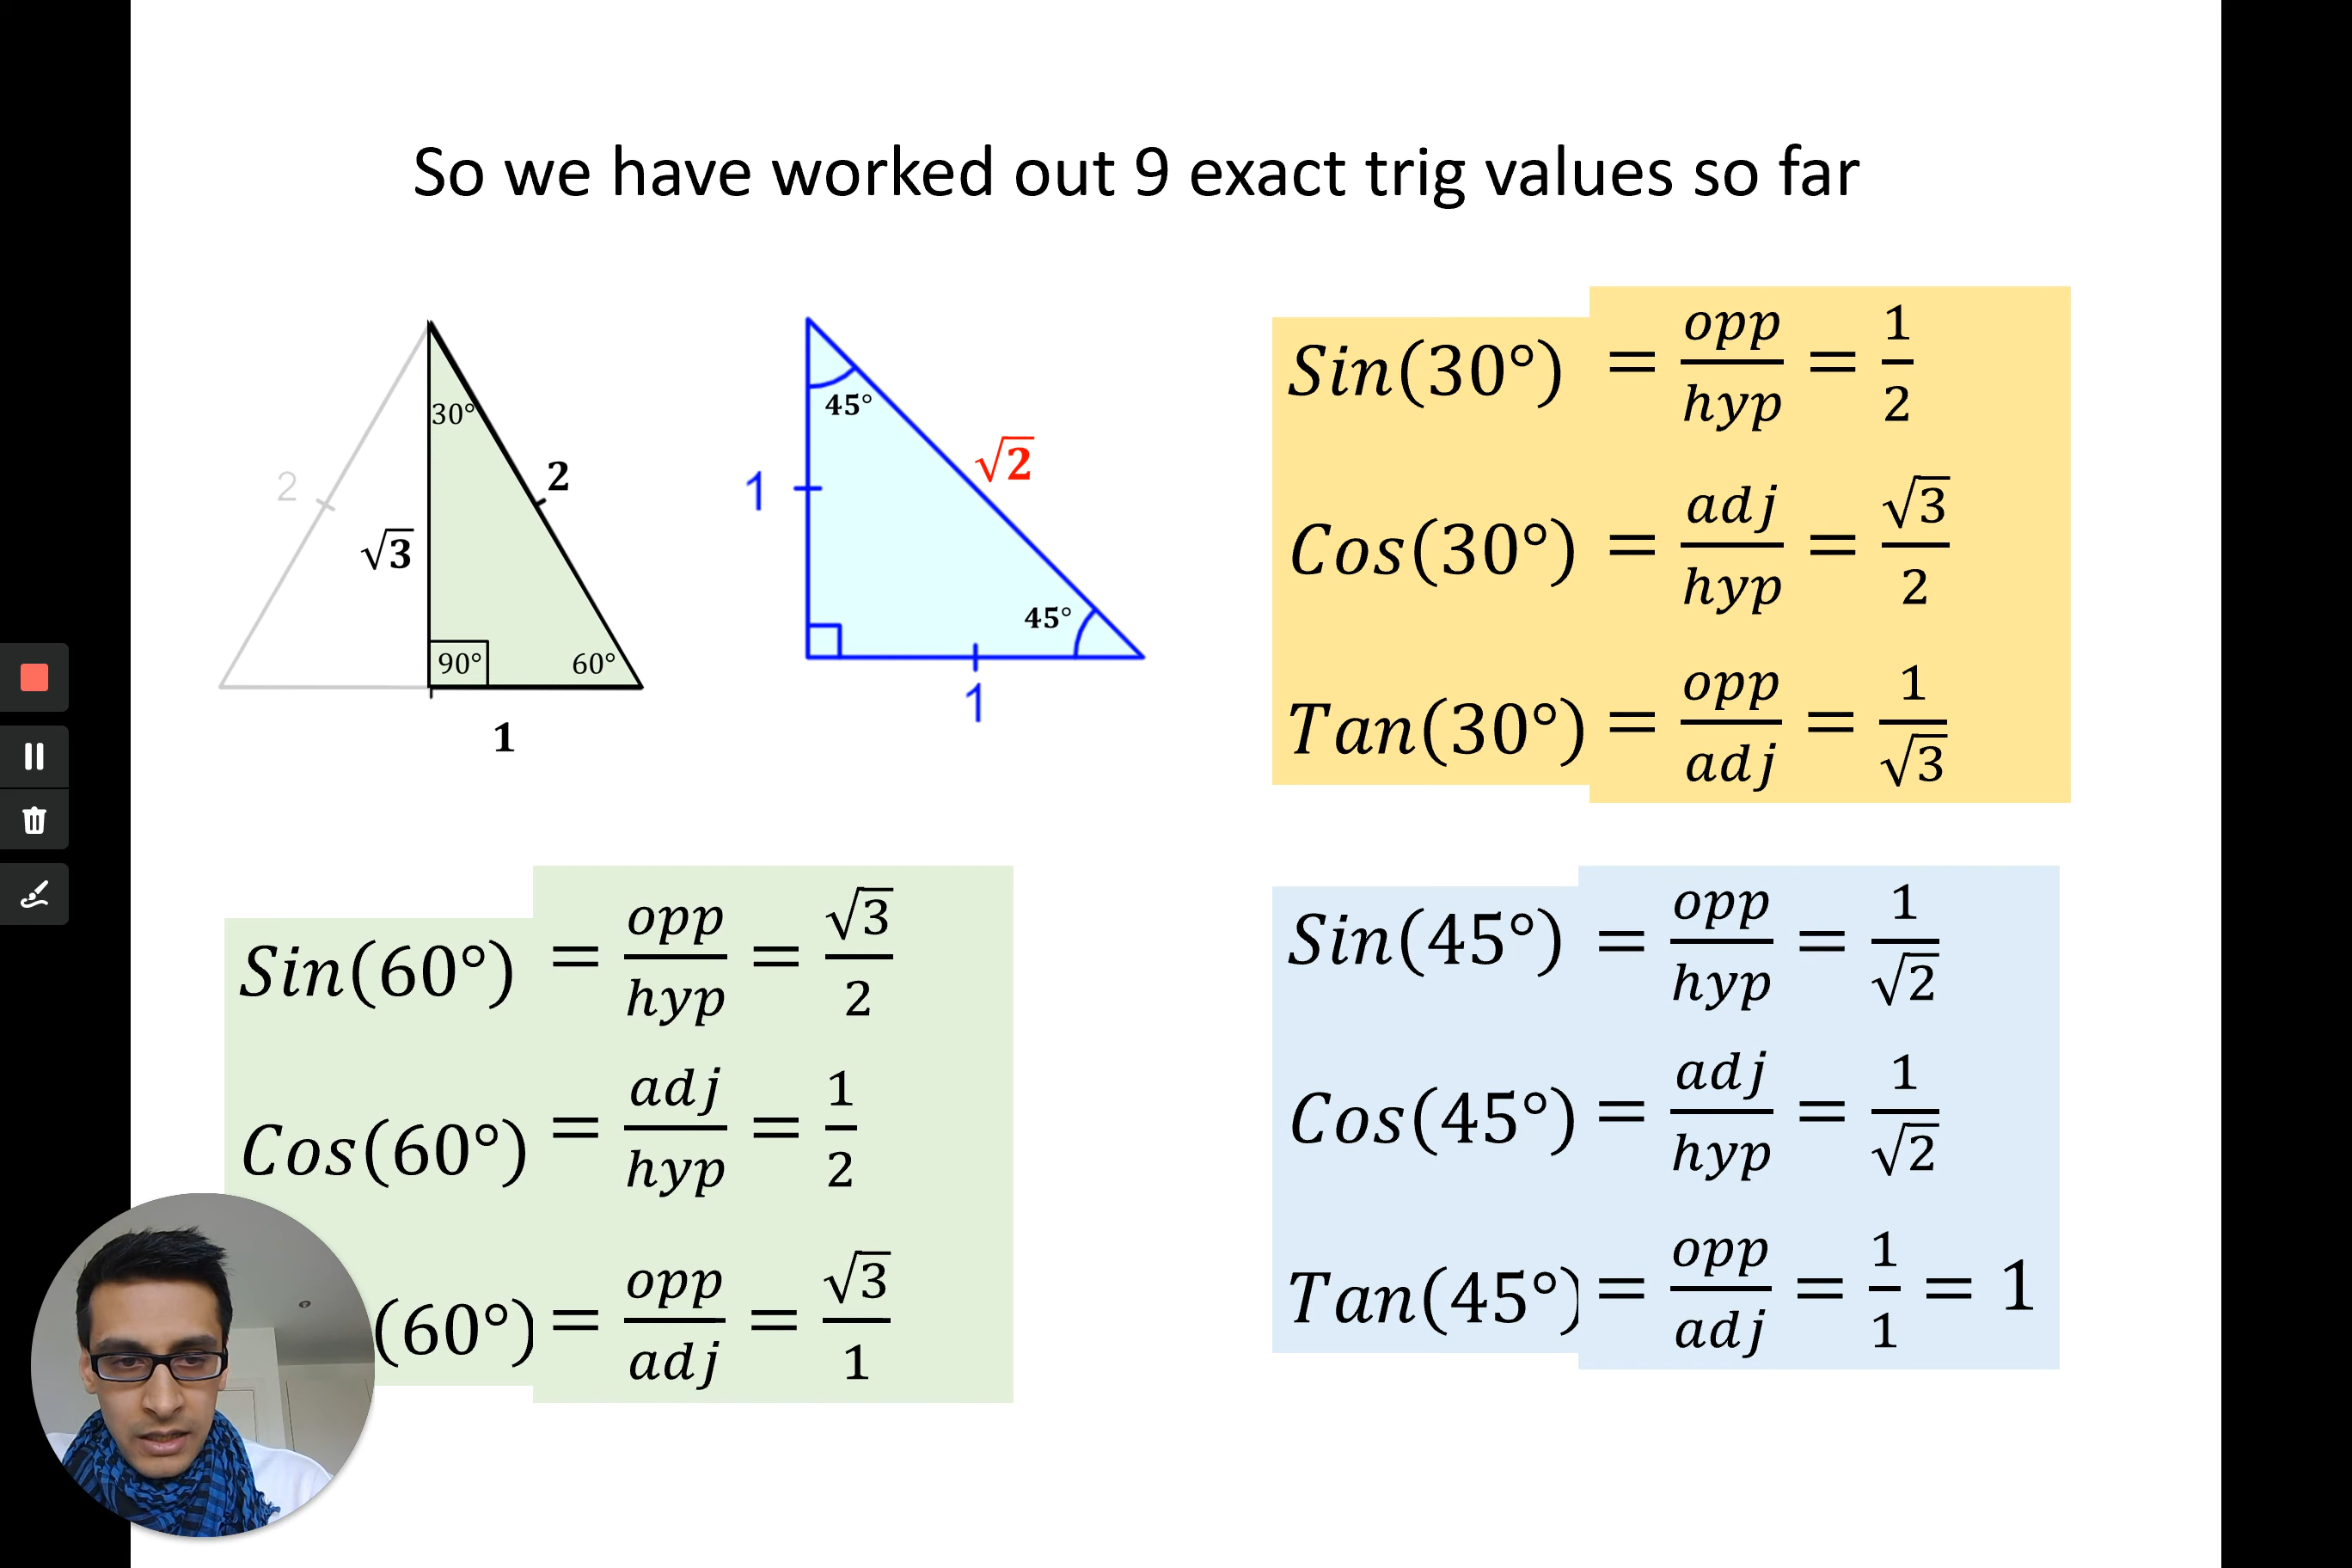 So we have worked out 9 exact trig values so far
30°
2
2
√3
90°
60°
1
45°
√2
1
45°
1
Sin(30°) = opp/hyp = 1/2
Cos(30°) = adj/hyp = √3/2
Tan(30°) = opp/adj = 1/√3
Sin(60°) = opp/hyp = √3/2
Cos(60°) = adj/hyp = 1/2
(60°) = opp/adj = √3/1
Sin(45°) = opp/hyp = 1/√2
Cos(45°) = adj/hyp = 1/√2
Tan(45°) = opp/adj = 1/1 = 1